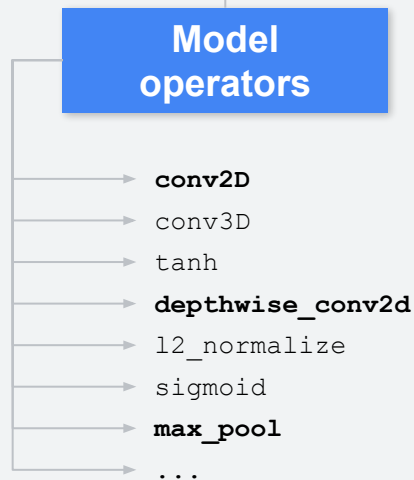 Model
operators
conv2D
conv3D
tanh
depthwise_conv2d
l2_normalize
sigmoid
max_pool
...